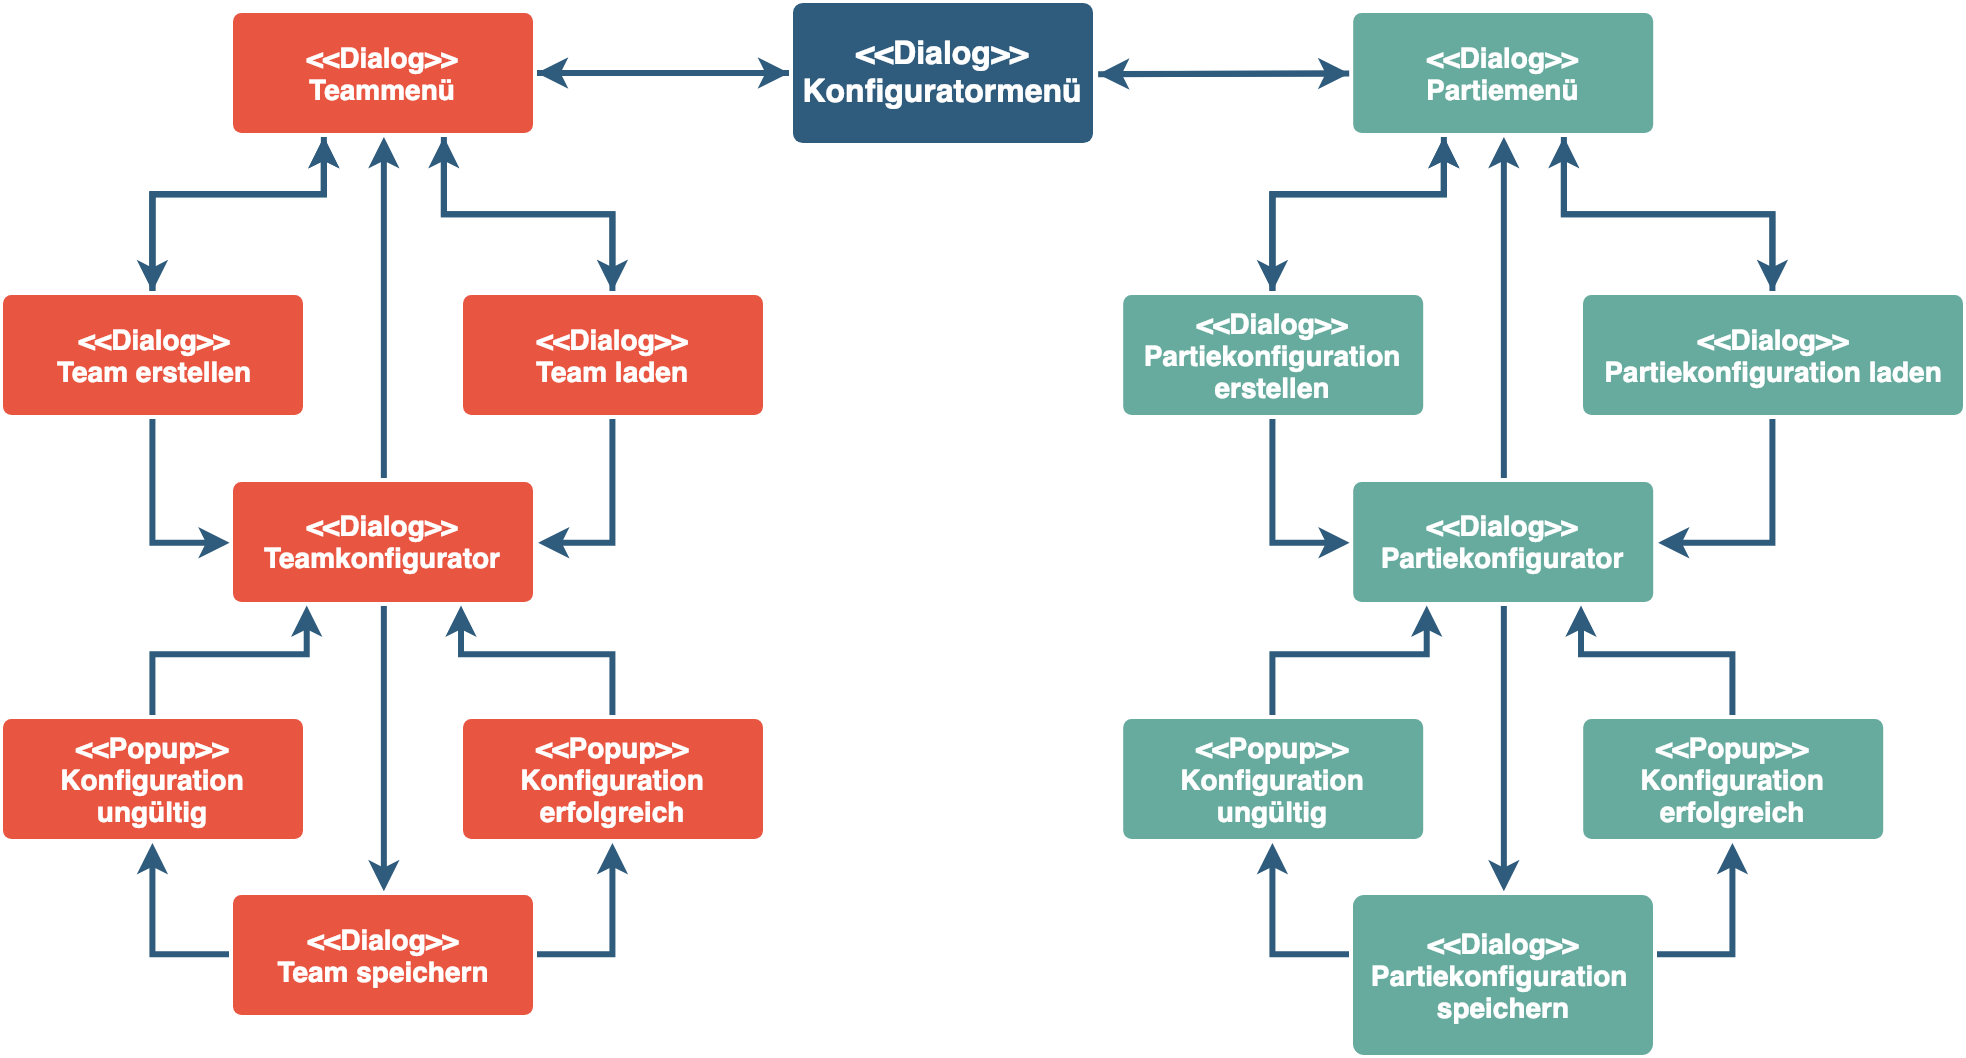 <<Dialog>>
Teammenü
<<Dialog>>
Konfiguratormenü
<<Dialog>>
Partiemenü
<<Dialog>>
Team erstellen
<<Dialog>>
Team laden
<<Dialog>>
Partiekonfiguration
erstellen
<<Dialog>>
Partiekonfiguration laden
<<Dialog>>
Teamkonfigurator
<<Dialog>>
Partiekonfigurator
<<Popup>>
Konfiguration
ungültig
<<Popup>>
Konfiguration
erfolgreich
<<Popup>>
Konfiguration
ungültig
<<Popup>>
Konfiguration
erfolgreich
<<Dialog>>
Team speichern
<<Dialog>>
Partiekonfiguration
speichern